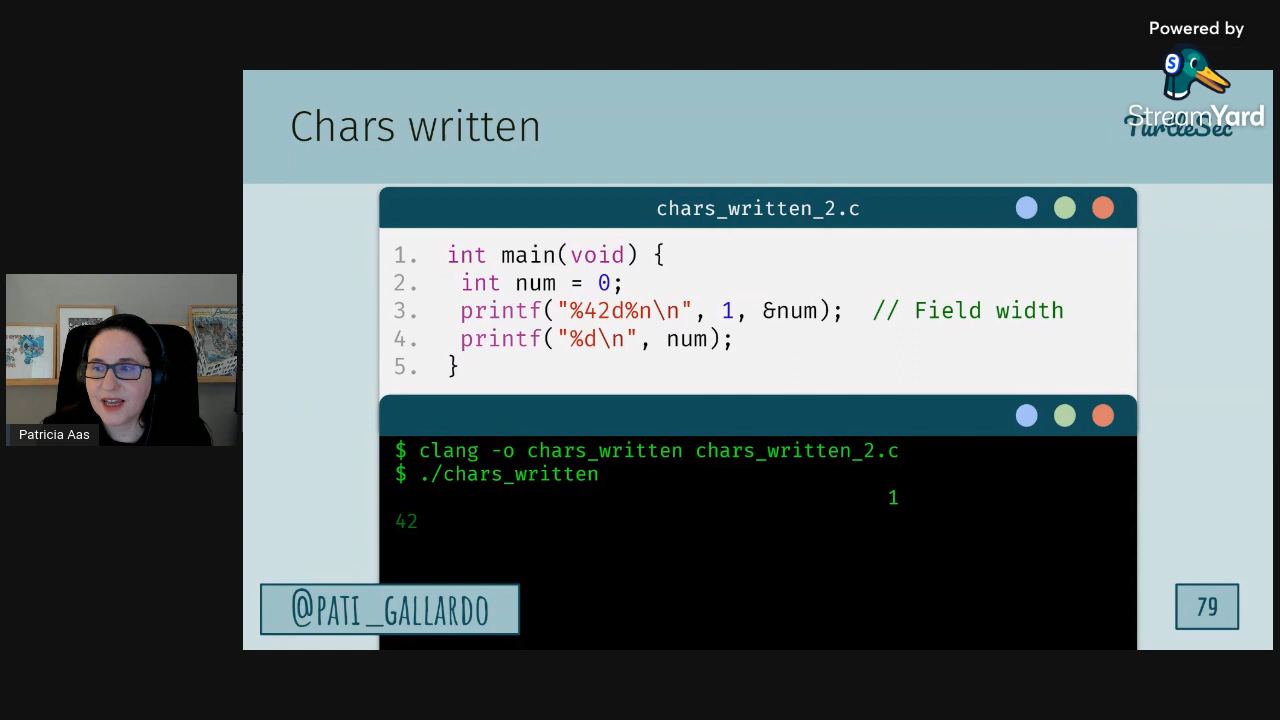 Powered by
StreamYard
TurtleSec
Chars written
chars_written_2.c
1. int main(void) {
2. int num = 0;
3. printf("%42d%n\n", 1, &num); // Field width
4. printf("%d\n", num);
5. }
$ clang -o chars_written chars_written_2.c
$ ./chars_written
1
42
Patricia Aas
@PATI_GALLARDO
79